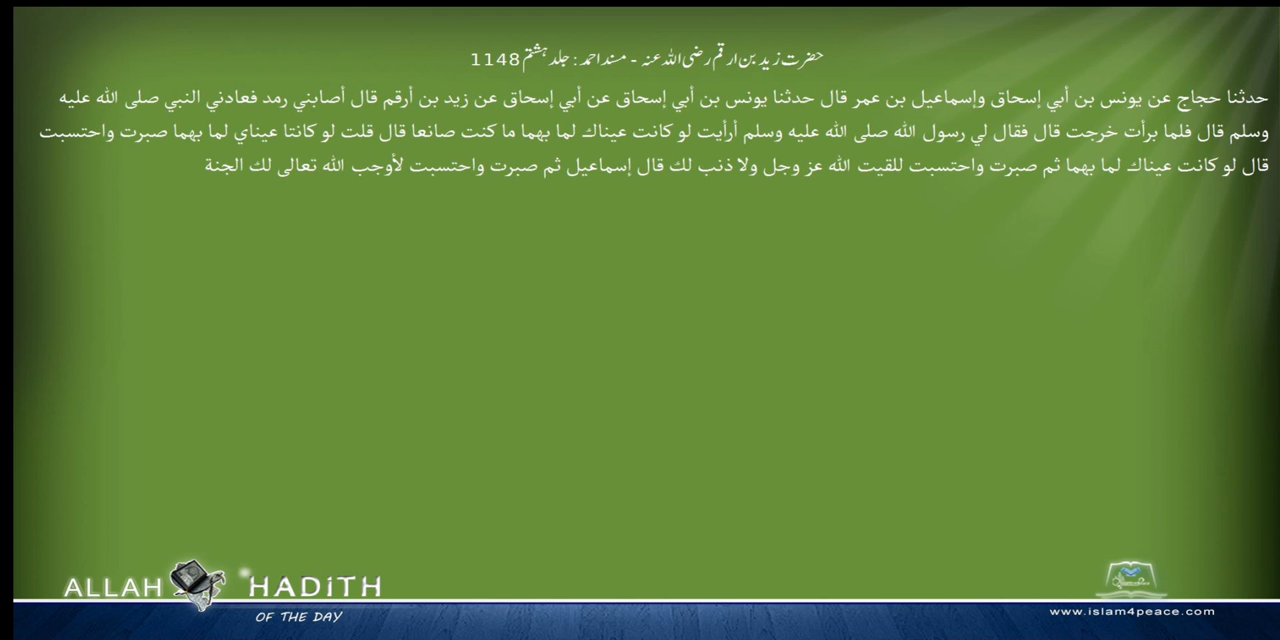 حضرت زید بن ارقم رضی اللہ عنہ - مسند احمد : جلد ہشتم 1148
حدثنا حجاج عن يونس بن أبي إسحاق وإسماعيل بن عمر قال حدثنا يونس بن أبي إسحاق عن أبي إسحاق عن زيد بن أرقم قال أصابني رمد فعادني النبي صلى الله عليه
وسلم قال فلما برأت خرجت قال فقال لي رسول الله صلى الله عليه وسلم أرأيت لو كانت عيناك لما بهما ما كنت صانعا قال قلت لو كانتا عيناي لما بهما صبرت واحتسبت
قال لو كانت عيناك لما بهما ثم صبرت واحتسبت للقيت الله عز وجل ولا ذنب لك قال إسماعيل ثم صبرت واحتسبت لأوجب الله تعالى لك الجنة
ALLAH HADITH
OF THE DAY
www.islam4peace.com